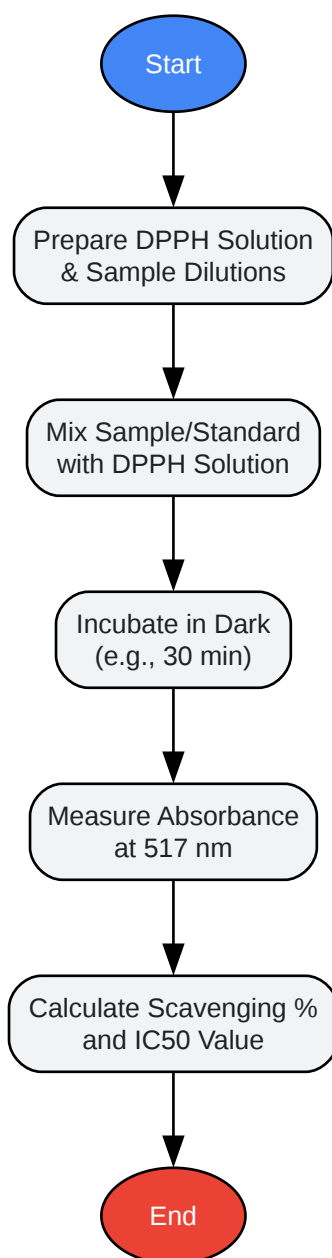 Start
Prepare DPPH Solution
& Sample Dilutions
Mix Sample/Standard
with DPPH Solution
Incubate in Dark
(e.g., 30 min)
Measure Absorbance
at 517 nm
Calculate Scavenging %
and IC50 Value
End